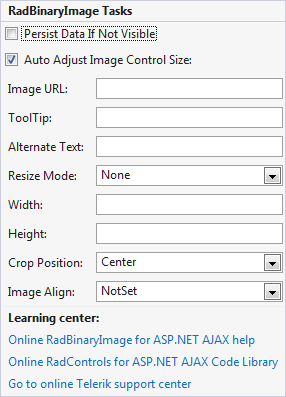 RadBinaryImage Tasks
Persist Data If Not Visible
Auto Adjust Image Control Size:
Image URL:
ToolTip:
Alternate Text:
Resize Mode: None
Width:
Height:
Crop Position: Center
Image Align: NotSet
Learning center:
Online RadBinaryImage for ASP.NET AJAX help
Online RadControls for ASP.NET AJAX Code Library
Go to online Telerik support center